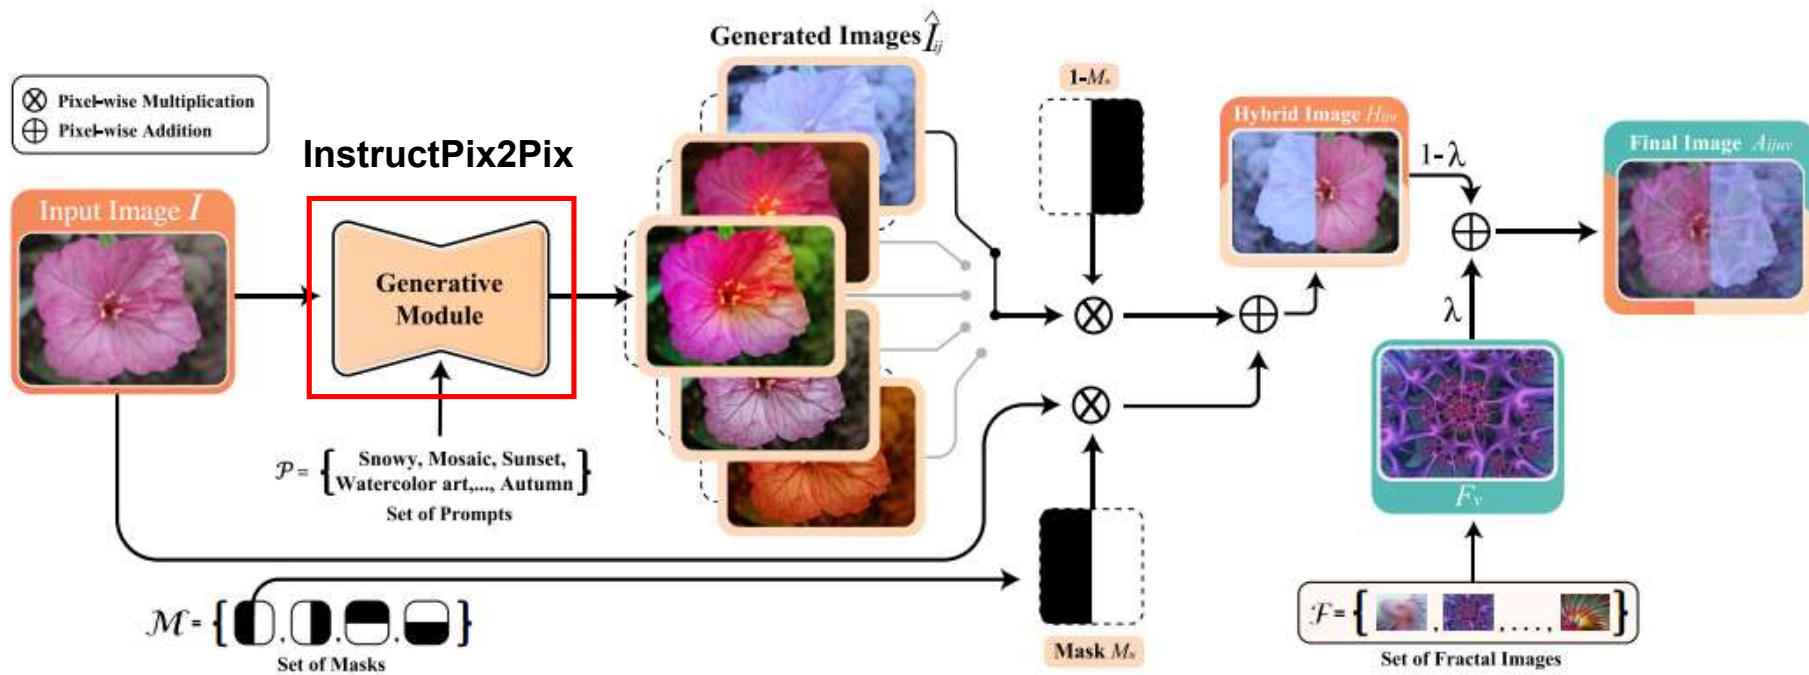 Generated Images Î_ij
⊗ Pixel-wise Multiplication
⊕ Pixel-wise Addition
InstructPix2Pix
Input Image I
Generative
Module
𝒫 = { Snowy, Mosaic, Sunset,
Watercolor art,..., Autumn }
Set of Prompts
ℳ = { , , , }
Set of Masks
1-M_u
Mask M_u
Hybrid Image H_iju
1-λ
λ
Final Image A_ijuv
F_v
ℱ = { , , . . . . , }
Set of Fractal Images